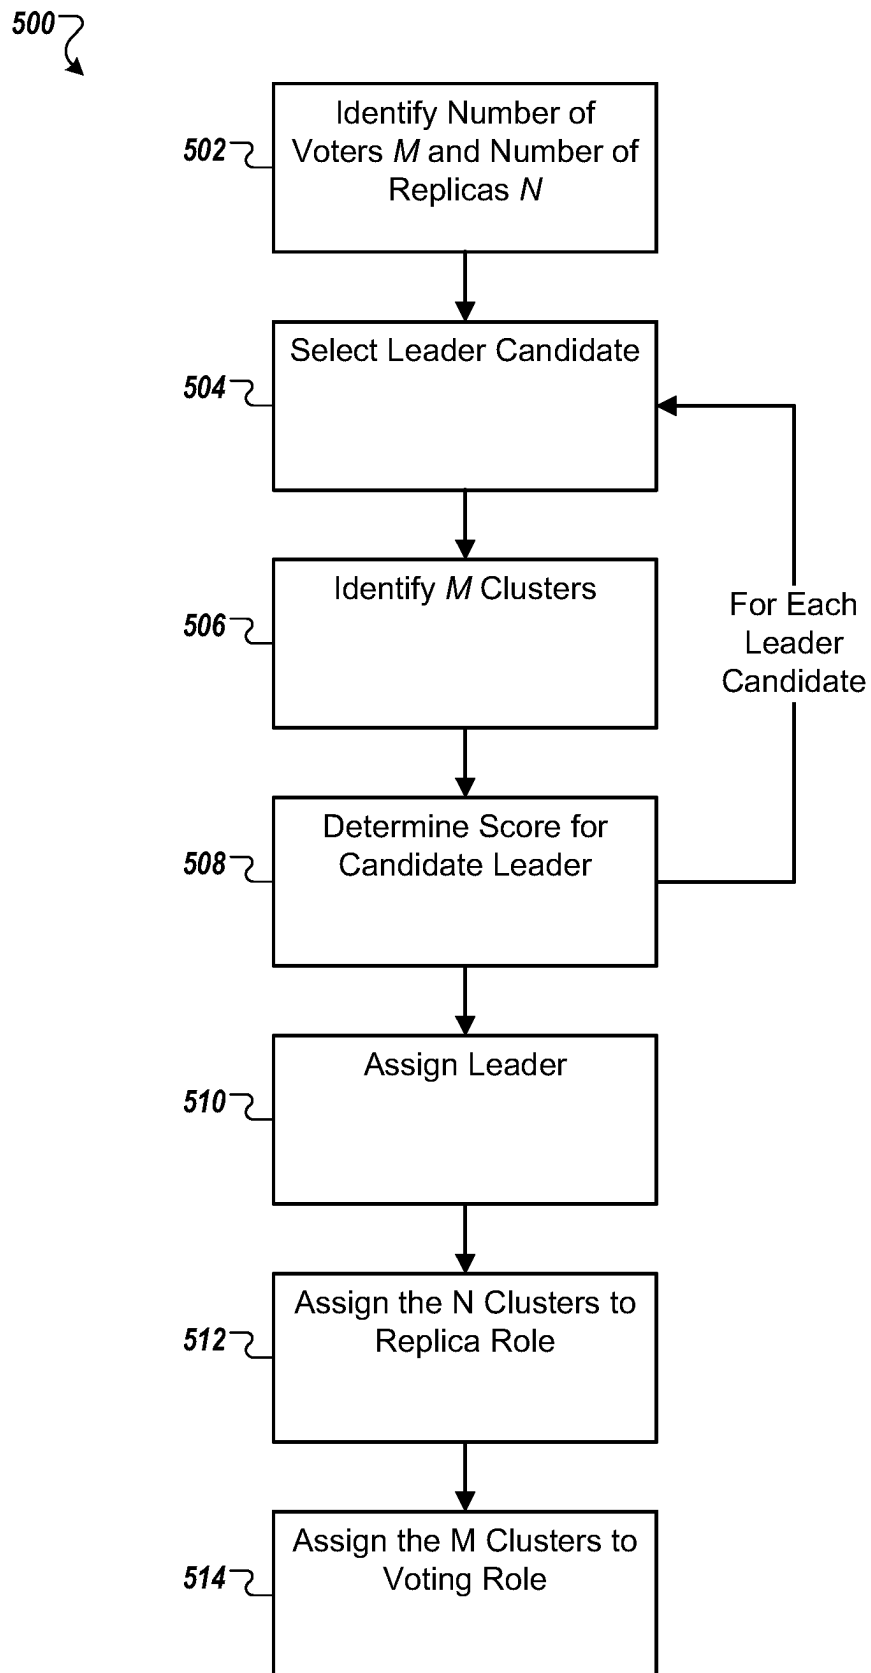 500
502
Identify Number of
Voters M and Number of
Replicas N
504
Select Leader Candidate
506
Identify M Clusters
For Each
Leader
Candidate
508
Determine Score for
Candidate Leader
510
Assign Leader
512
Assign the N Clusters to
Replica Role
514
Assign the M Clusters to
Voting Role